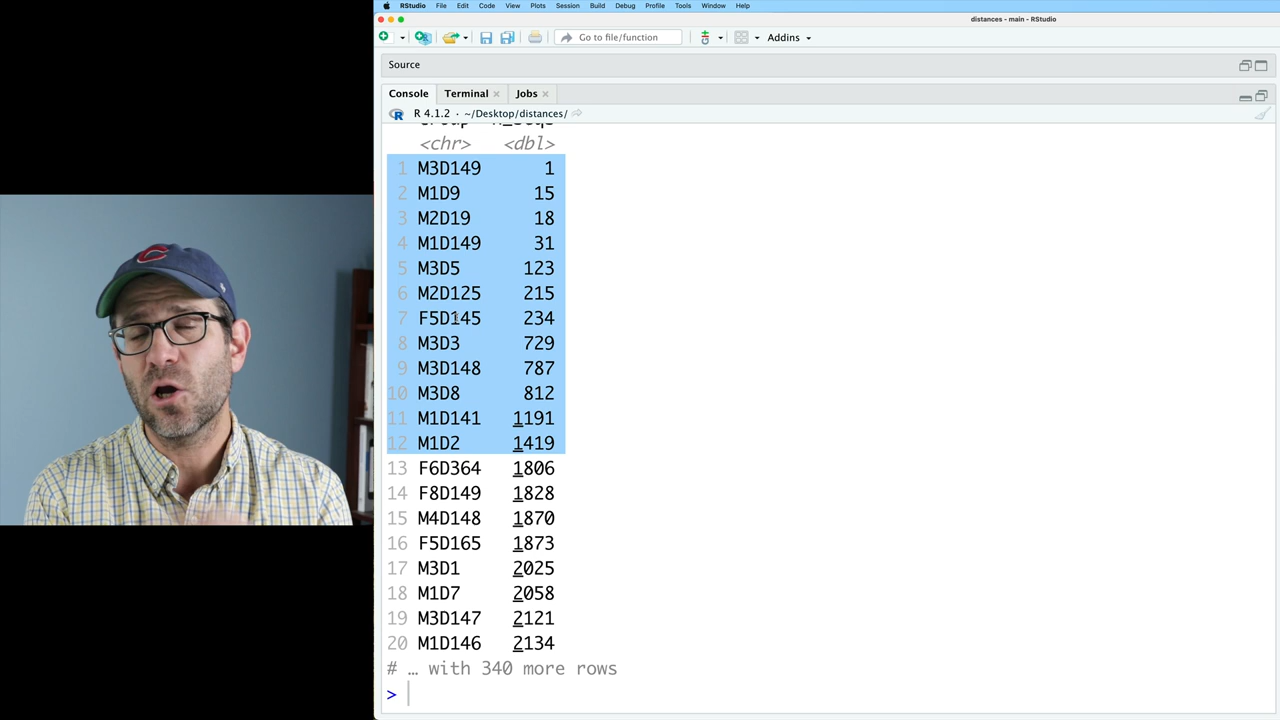 RStudio File Edit Code View Plots Session Build Debug Profile Tools Window Help
distances - main - RStudio
Go to file/function Addins
Source
Console Terminal Jobs
R 4.1.2 · ~/Desktop/distances/
<chr> <dbl>
1 M3D149 1
2 M1D9 15
3 M2D19 18
4 M1D149 31
5 M3D5 123
6 M2D125 215
7 F5D145 234
8 M3D3 729
9 M3D148 787
10 M3D8 812
11 M1D141 1191
12 M1D2 1419
13 F6D364 1806
14 F8D149 1828
15 M4D148 1870
16 F5D165 1873
17 M3D1 2025
18 M1D7 2058
19 M3D147 2121
20 M1D146 2134
# … with 340 more rows
>